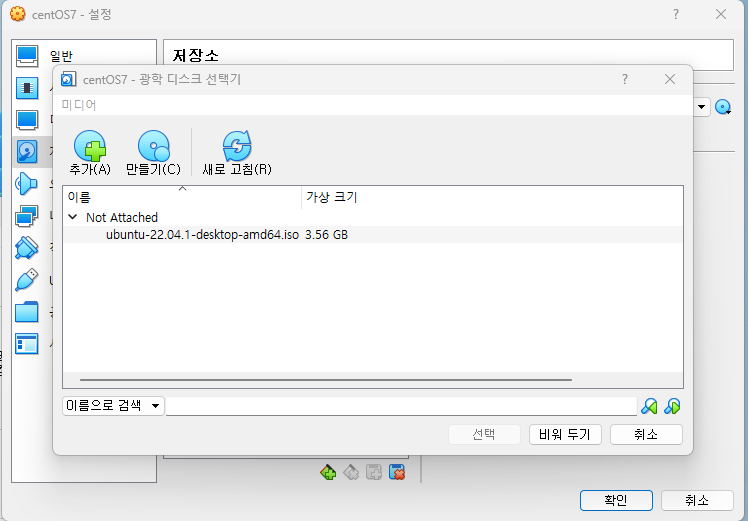 centOS7 - 설정
일반
저장소
centOS7 - 광학 디스크 선택기
미디어
추가(A) 만들기(C) 새로 고침(R)
이름 가상 크기
Not Attached
ubuntu-22.04.1-desktop-amd64.iso 3.56 GB
이름으로 검색
선택 비워 두기 취소
확인 취소